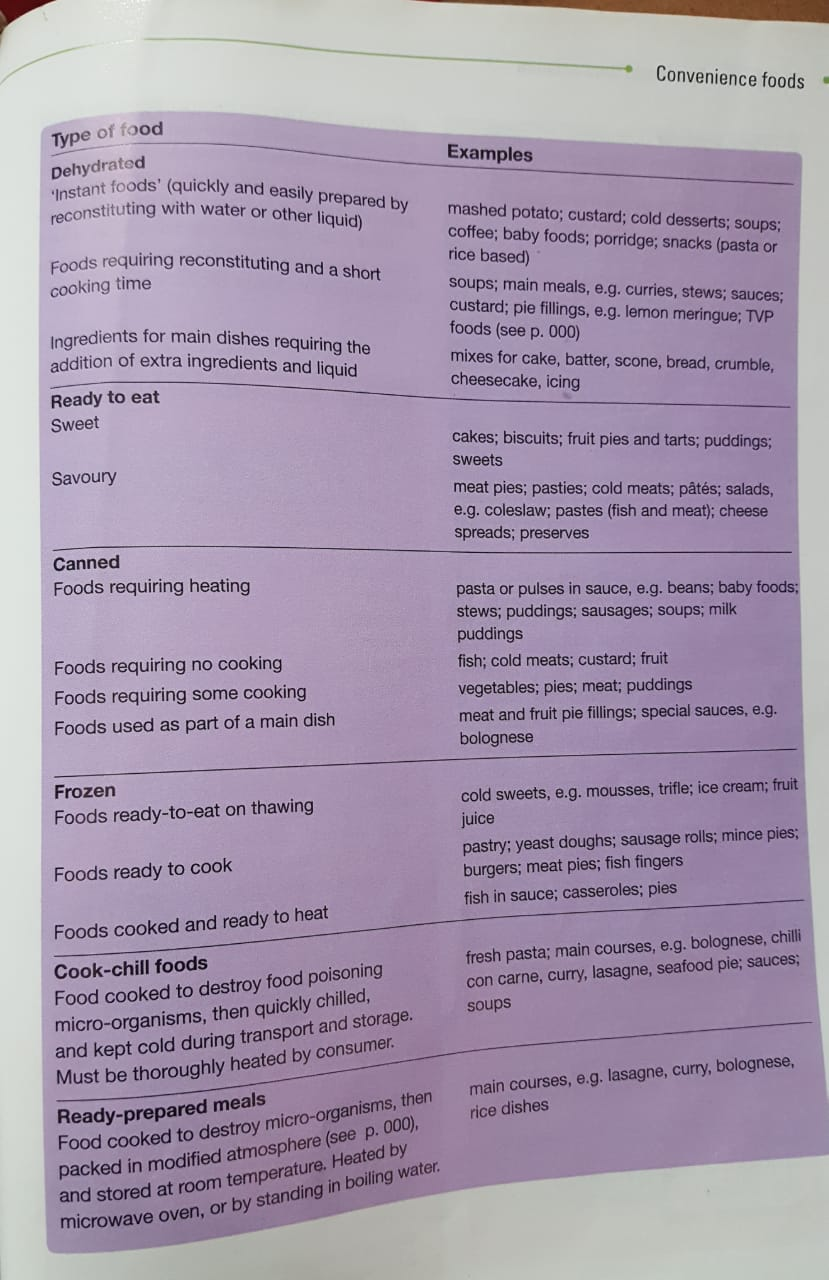 Convenience foods
Type of food
Examples
Dehydrated
‘Instant foods’ (quickly and easily prepared by
reconstituting with water or other liquid)
mashed potato; custard; cold desserts; soups;
coffee; baby foods; porridge; snacks (pasta or
rice based)
Foods requiring reconstituting and a short
cooking time
soups; main meals, e.g. curries, stews; sauces;
custard; pie fillings, e.g. lemon meringue; TVP
foods (see p. 000)
Ingredients for main dishes requiring the
addition of extra ingredients and liquid
mixes for cake, batter, scone, bread, crumble,
cheesecake, icing
Ready to eat
Sweet
cakes; biscuits; fruit pies and tarts; puddings;
sweets
Savoury
meat pies; pasties; cold meats; pâtés; salads,
e.g. coleslaw; pastes (fish and meat); cheese
spreads; preserves
Canned
Foods requiring heating
pasta or pulses in sauce, e.g. beans; baby foods;
stews; puddings; sausages; soups; milk
puddings
Foods requiring no cooking
fish; cold meats; custard; fruit
Foods requiring some cooking
vegetables; pies; meat; puddings
Foods used as part of a main dish
meat and fruit pie fillings; special sauces, e.g.
bolognese
Frozen
Foods ready-to-eat on thawing
cold sweets, e.g. mousses, trifle; ice cream; fruit
juice
Foods ready to cook
pastry; yeast doughs; sausage rolls; mince pies;
burgers; meat pies; fish fingers
Foods cooked and ready to heat
fish in sauce; casseroles; pies
Cook-chill foods
Food cooked to destroy food poisoning
micro-organisms, then quickly chilled,
and kept cold during transport and storage.
Must be thoroughly heated by consumer.
fresh pasta; main courses, e.g. bolognese, chilli
con carne, curry, lasagne, seafood pie; sauces;
soups
Ready-prepared meals
Food cooked to destroy micro-organisms, then
packed in modified atmosphere (see p. 000),
and stored at room temperature. Heated by
microwave oven, or by standing in boiling water.
main courses, e.g. lasagne, curry, bolognese,
rice dishes